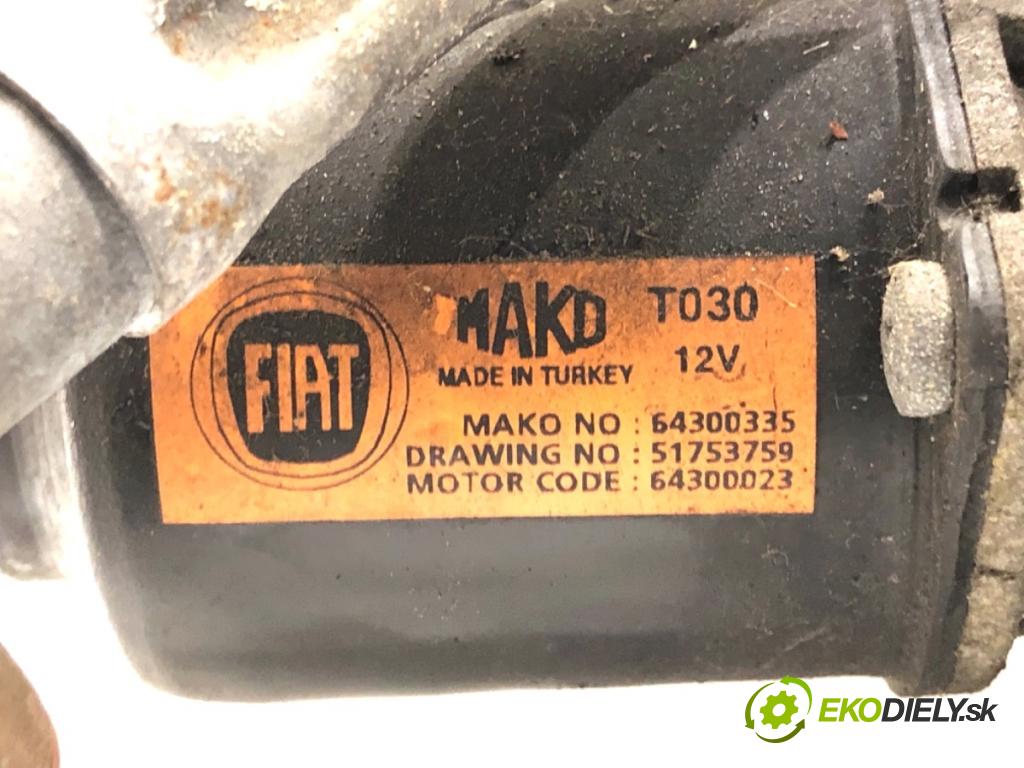 FIAT
MAKO T030
MADE IN TURKEY 12V
MAKO NO : 64300335
DRAWING NO : 51753759
MOTOR CODE : 64300023
EKODIELY.sk